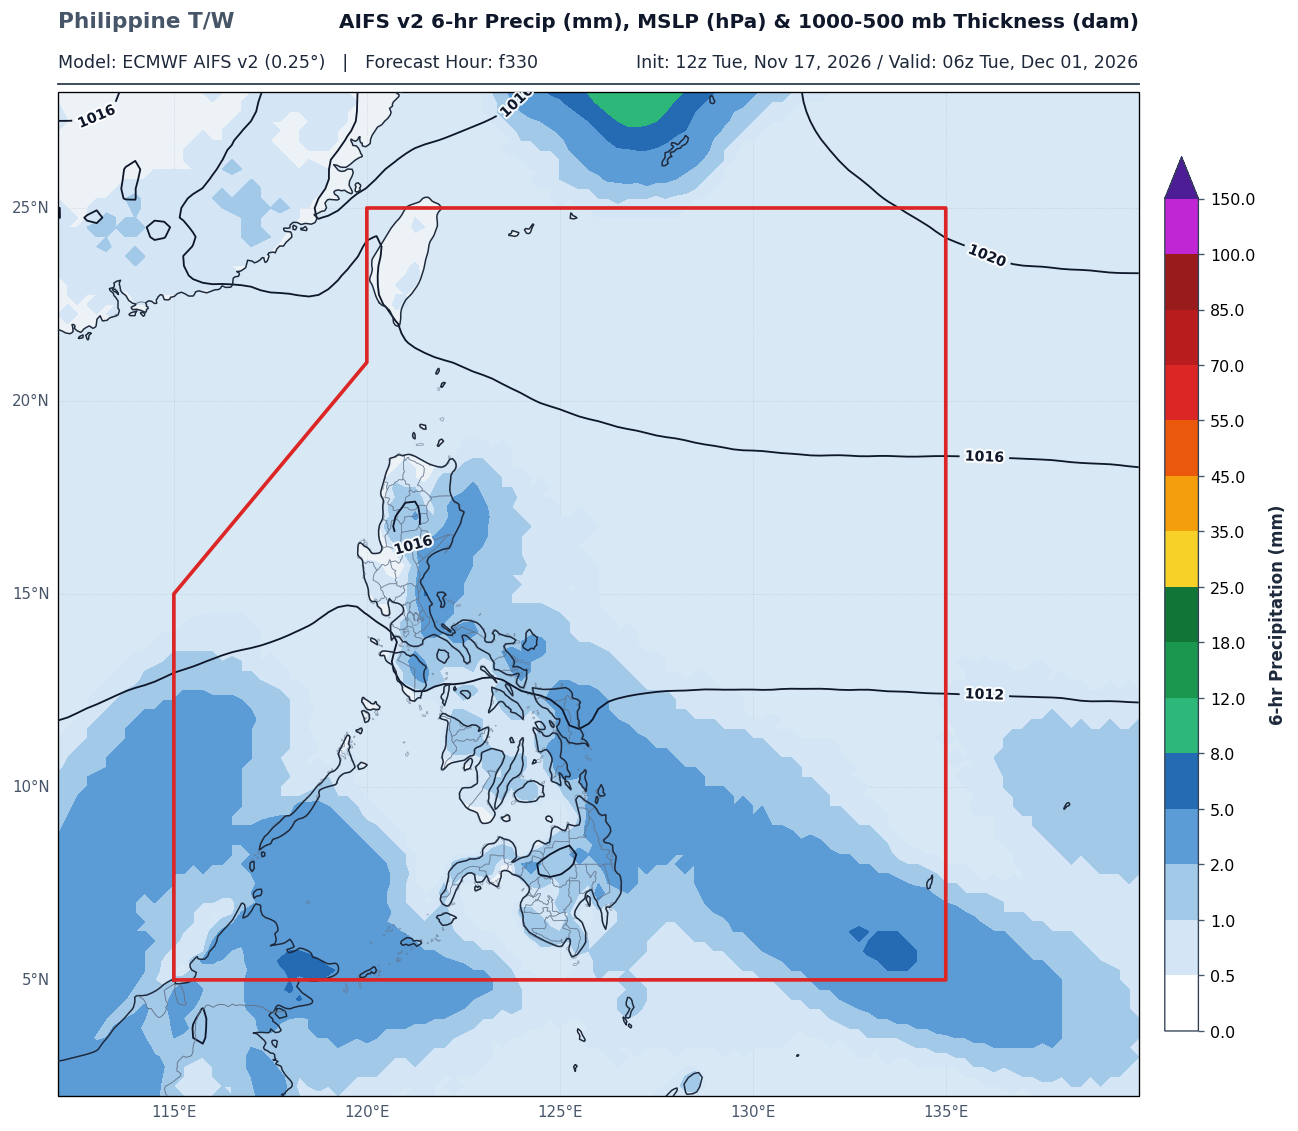 Philippine T/W
AIFS v2 6-hr Precip (mm), MSLP (hPa) & 1000-500 mb Thickness (dam)
Model: ECMWF AIFS v2 (0.25°) | Forecast Hour: f330
Init: 12z Tue, Nov 17, 2026 / Valid: 06z Tue, Dec 01, 2026
1016
1016
1020
1016
1016
1012
25°N
20°N
15°N
10°N
5°N
115°E
120°E
125°E
130°E
135°E
150.0
100.0
85.0
70.0
55.0
45.0
35.0
25.0
18.0
12.0
8.0
5.0
2.0
1.0
0.5
0.0
6-hr Precipitation (mm)